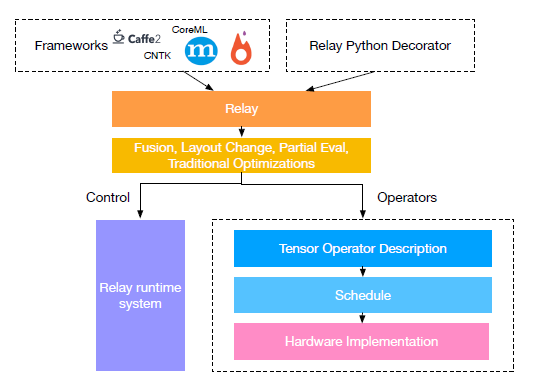 Frameworks
Caffe2
CoreML
CNTK
m
Relay Python Decorator
Relay
Fusion, Layout Change, Partial Eval,
Traditional Optimizations
Control
Operators
Relay runtime
system
Tensor Operator Description
Schedule
Hardware Implementation